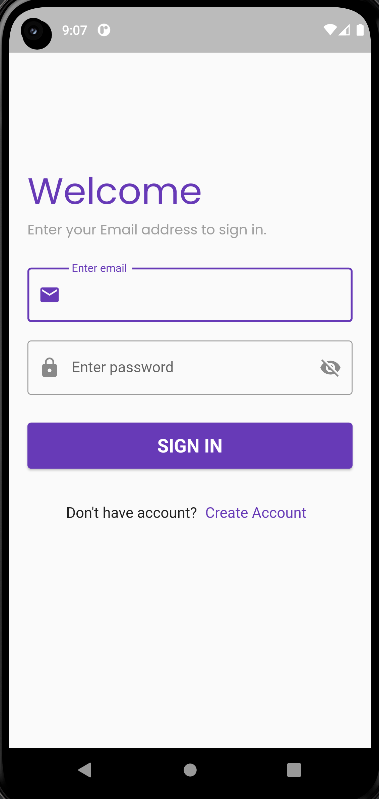 9:07
Welcome
Enter your Email address to sign in.
Enter email
Enter password
SIGN IN
Don't have account? Create Account